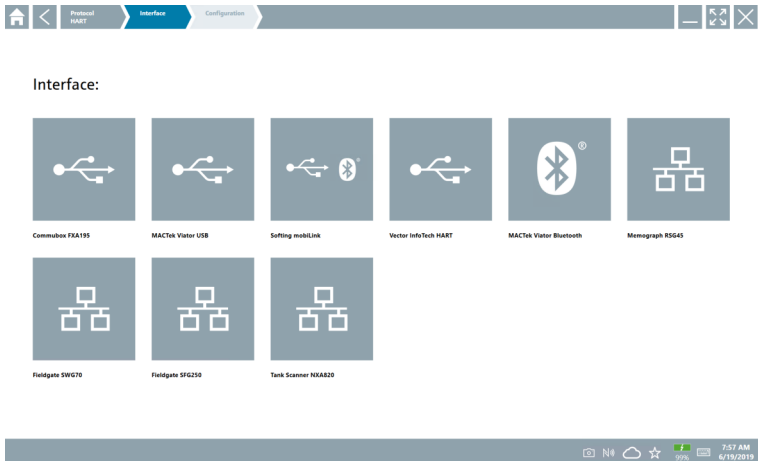 Protocol
HART
Interface
Configuration
Interface:
Commubox FXA195
MACTek Viator USB
Softing mobiLink
Vector InfoTech HART
®
MACTek Viator Bluetooth
Memograph RSG45
Fieldgate SWG70
Fieldgate SFG250
Tank Scanner NXA820
99%
7:57 AM
6/19/2019